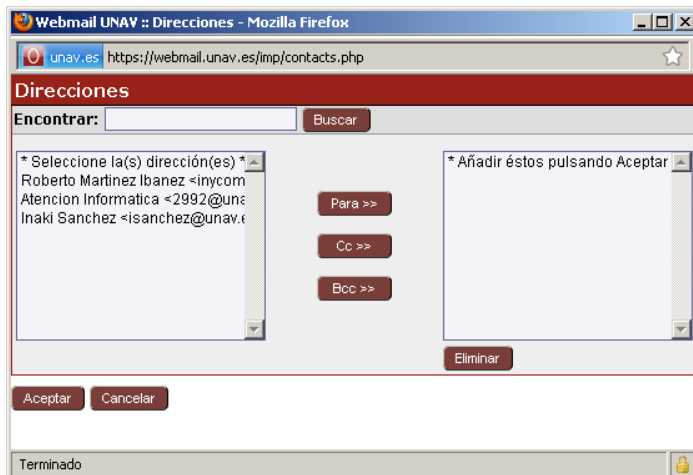 Webmail UNAV :: Direcciones - Mozilla Firefox
unav.es https://webmail.unav.es/imp/contacts.php
Direcciones
Encontrar: Buscar
* Seleccione la(s) dirección(es) *
Roberto Martinez Ibanez <inycom
Atencion Informatica <2992@una
Inaki Sanchez <isanchez@unav.e
Para >>
Cc >>
Bcc >>
* Añadir éstos pulsando Aceptar
Eliminar
Aceptar Cancelar
Terminado